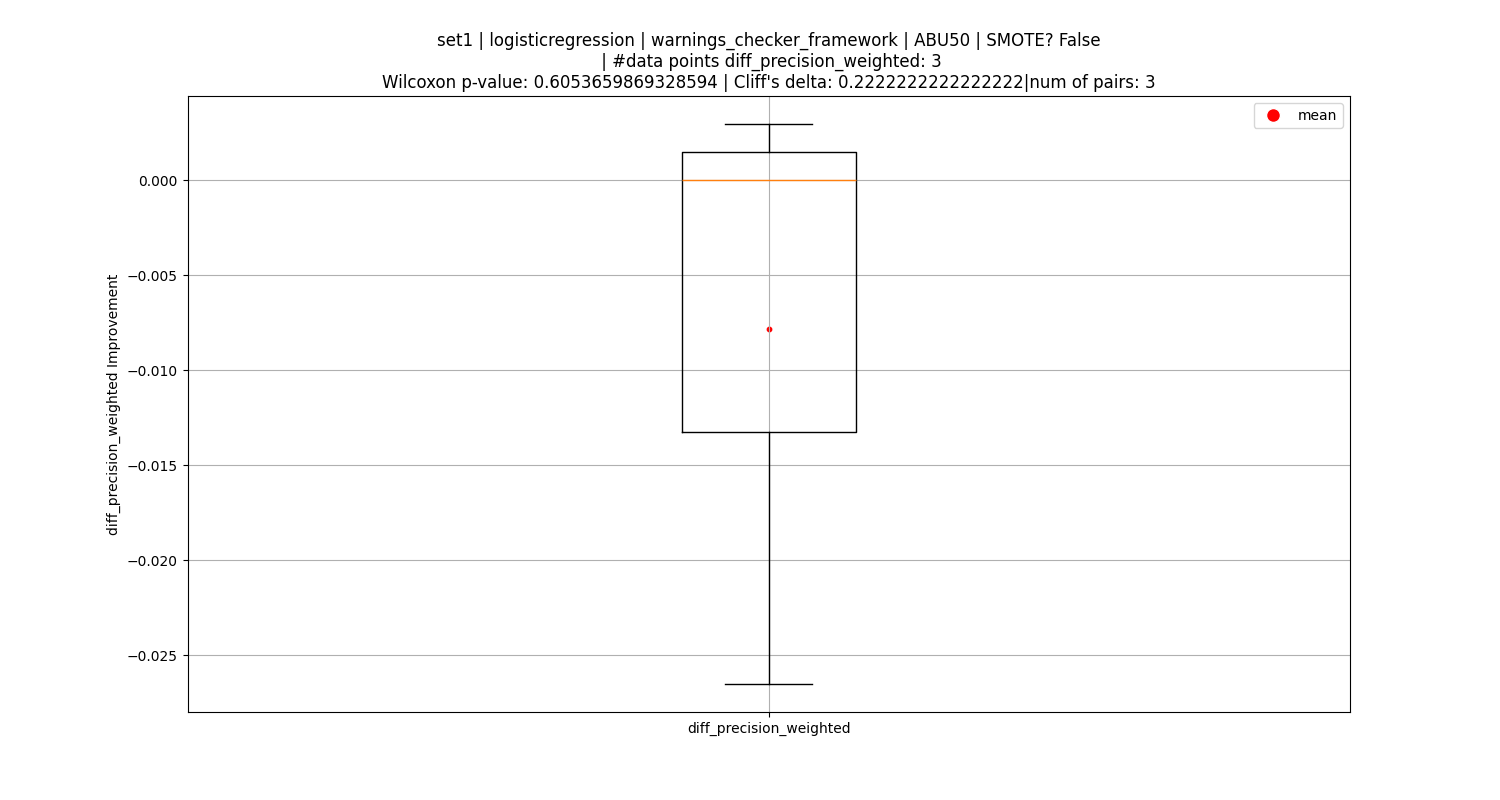 set1 | logisticregression | warnings_checker_framework | ABU50 | SMOTE? False
| #data points diff_precision_weighted: 3
Wilcoxon p-value: 0.6053659869328594 | Cliff's delta: 0.2222222222222222|num of pairs: 3
mean
0.000
−0.005
−0.010
−0.015
−0.020
−0.025
diff_precision_weighted Improvement
diff_precision_weighted